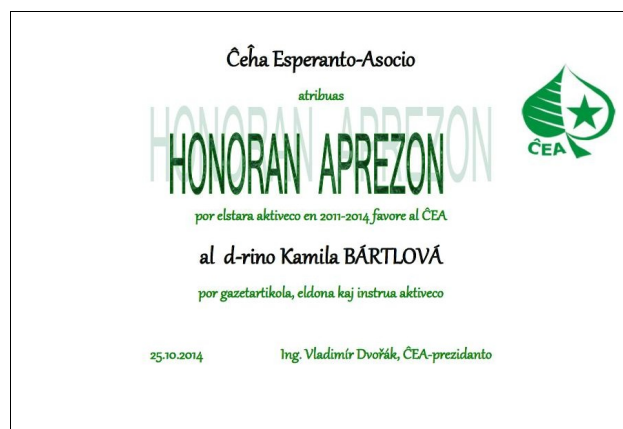 Ĉeĥa Esperanto-Asocio
atribuas
HONORAN APREZON
por elstara aktiveco en 2011-2014 favore al ĈEA
al d-rino Kamila BÁRTLOVÁ
por gazetartikola, eldona kaj instrua aktiveco
25.10.2014 Ing. Vladimír Dvořák, ĈEA-prezidanto
ĈEA